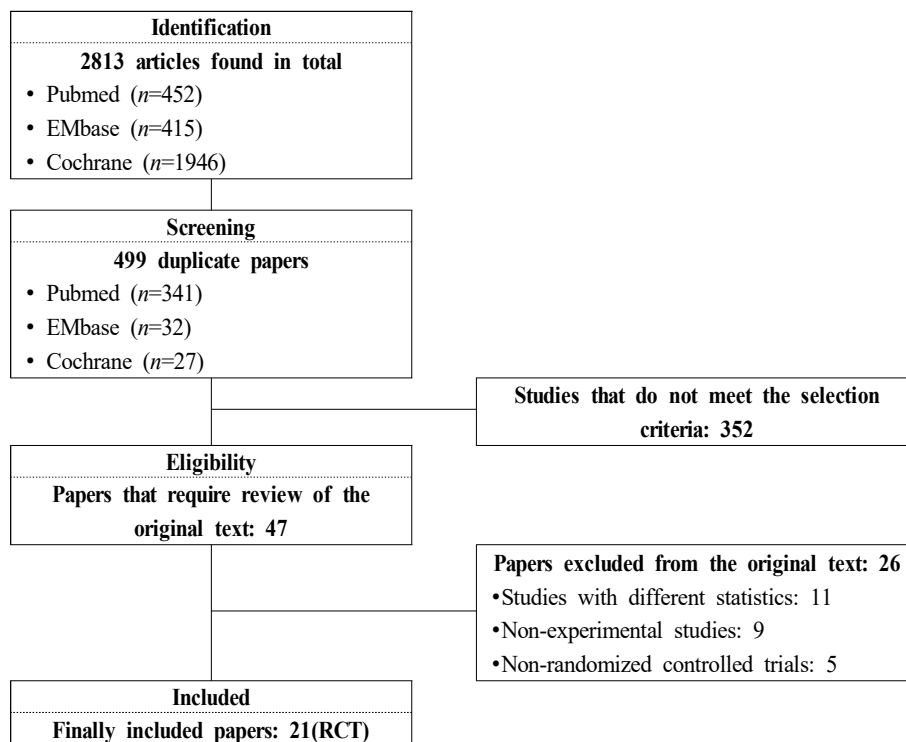 Identification
2813 articles found in total
• Pubmed (n=452)
• EMbase (n=415)
• Cochrane (n=1946)
Screening
499 duplicate papers
• Pubmed (n=341)
• EMbase (n=32)
• Cochrane (n=27)
Studies that do not meet the selection
criteria: 352
Eligibility
Papers that require review of the
original text: 47
Papers excluded from the original text: 26
•Studies with different statistics: 11
•Non-experimental studies: 9
•Non-randomized controlled trials: 5
Included
Finally included papers: 21(RCT)